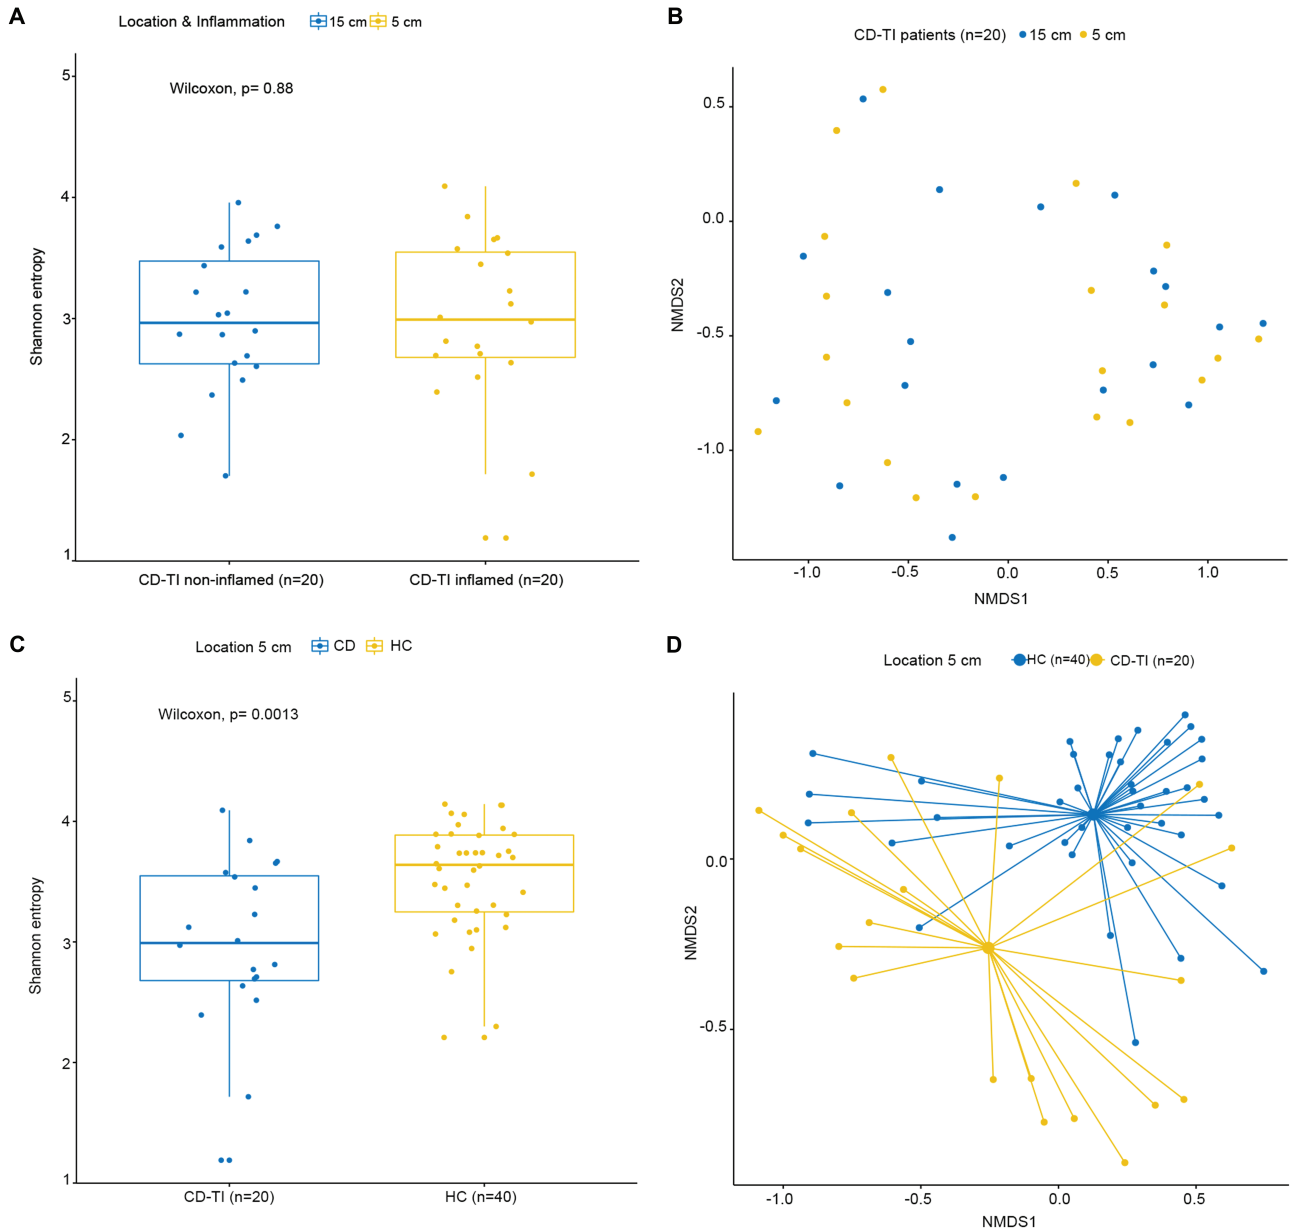 A
Location & Inflammation 15 cm 5 cm
Wilcoxon, p= 0.88
5
4
3
2
1
Shannon entropy
CD-TI non-inflamed (n=20) CD-TI inflamed (n=20)
B
CD-TI patients (n=20) 15 cm 5 cm
0.5
0.0
-0.5
-1.0
NMDS2
-1.0 -0.5 0.0 0.5 1.0
NMDS1
C
Location 5 cm CD HC
Wilcoxon, p= 0.0013
5
4
3
2
1
Shannon entropy
CD-TI (n=20) HC (n=40)
D
Location 5 cm HC (n=40) CD-TI (n=20)
0.0
-0.5
NMDS2
-1.0 -0.5 0.0 0.5
NMDS1